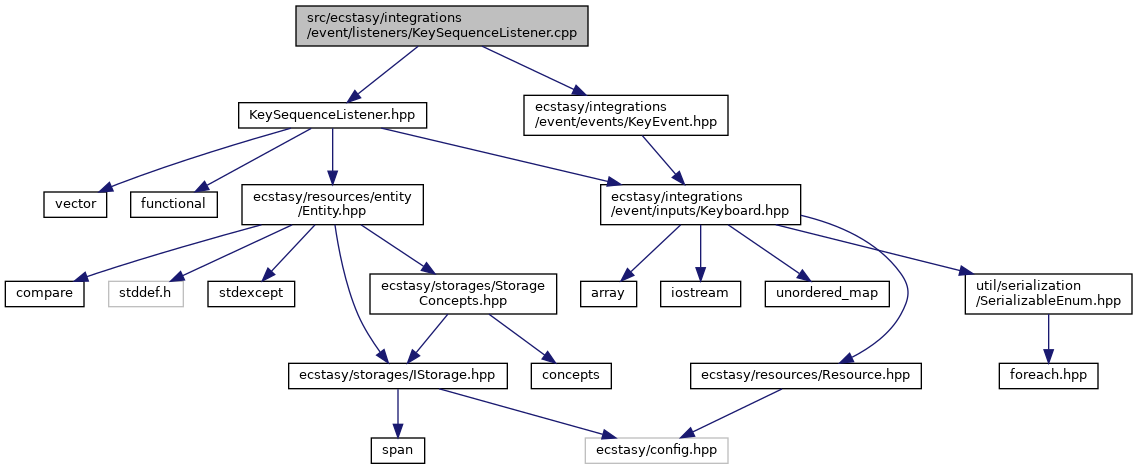 src/ecstasy/integrations
/event/listeners/KeySequenceListener.cpp
KeySequenceListener.hpp
ecstasy/integrations
/event/events/KeyEvent.hpp
vector
functional
ecstasy/resources/entity
/Entity.hpp
ecstasy/integrations
/event/inputs/Keyboard.hpp
compare
stddef.h
stdexcept
ecstasy/storages/Storage
Concepts.hpp
array
iostream
unordered_map
util/serialization
/SerializableEnum.hpp
ecstasy/storages/IStorage.hpp
concepts
ecstasy/resources/Resource.hpp
foreach.hpp
span
ecstasy/config.hpp